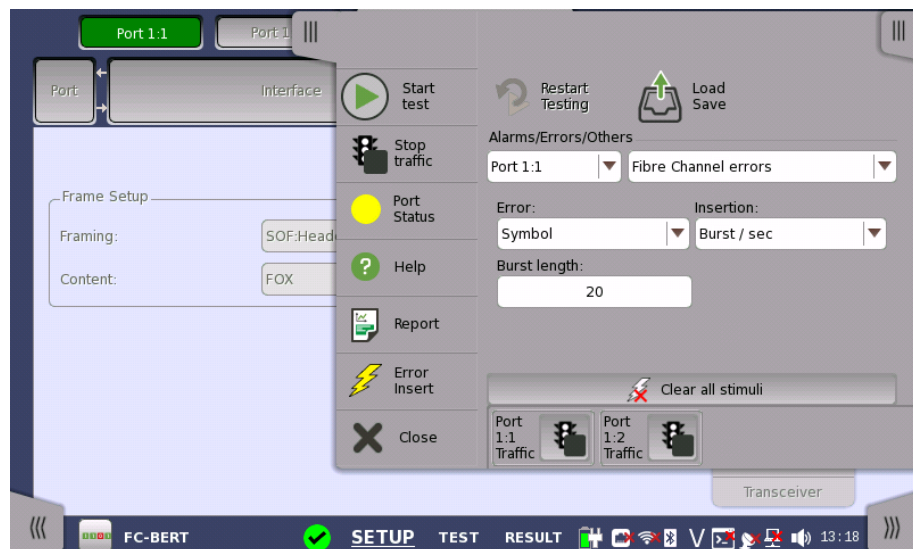 Port 1:1
Port 1
Port
Interface
Frame Setup
Framing:
SOF:Heade
Content:
FOX
Start
test
Stop
traffic
Port
Status
Help
Report
Error
Insert
Close
Restart
Testing
Load
Save
Alarms/Errors/Others
Port 1:1
Fibre Channel errors
Error:
Insertion:
Symbol
Burst / sec
Burst length:
20
Clear all stimuli
Port
1:1
Traffic
Port
1:2
Traffic
Transceiver
FC-BERT
SETUP
TEST
RESULT
13:18